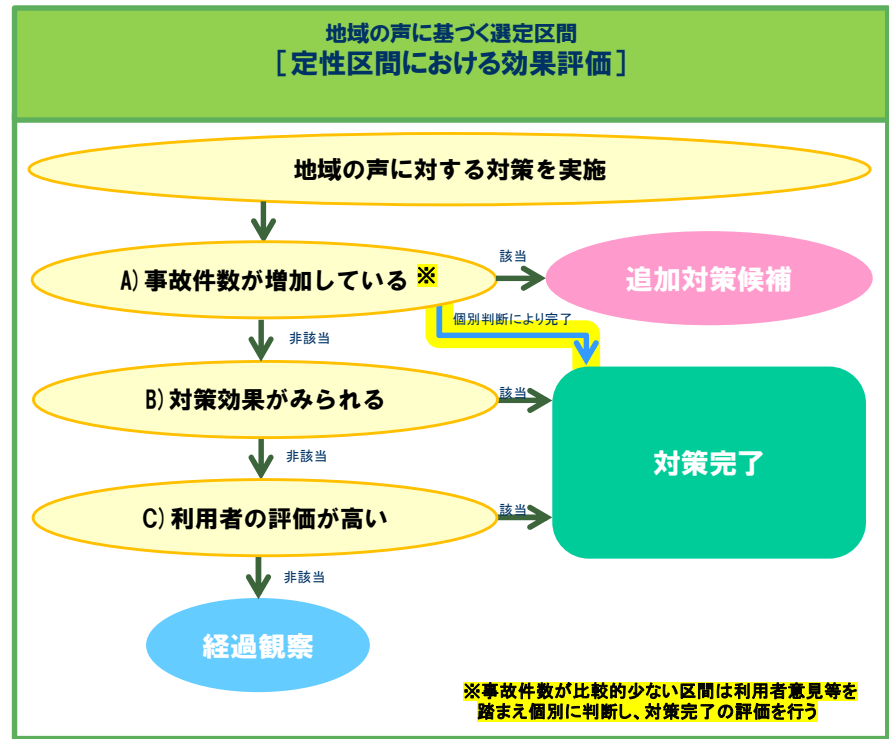 地域の声に基づく選定区間
[定性区間における効果評価]
地域の声に対する対策を実施
A)事故件数が増加している ※
該当
追加対策候補
個別判断により完了
非該当
B)対策効果がみられる
該当
対策完了
非該当
C)利用者の評価が高い
該当
非該当
経過観察
※事故件数が比較的少ない区間は利用者意見等を
踏まえ個別に判断し、対策完了の評価を行う